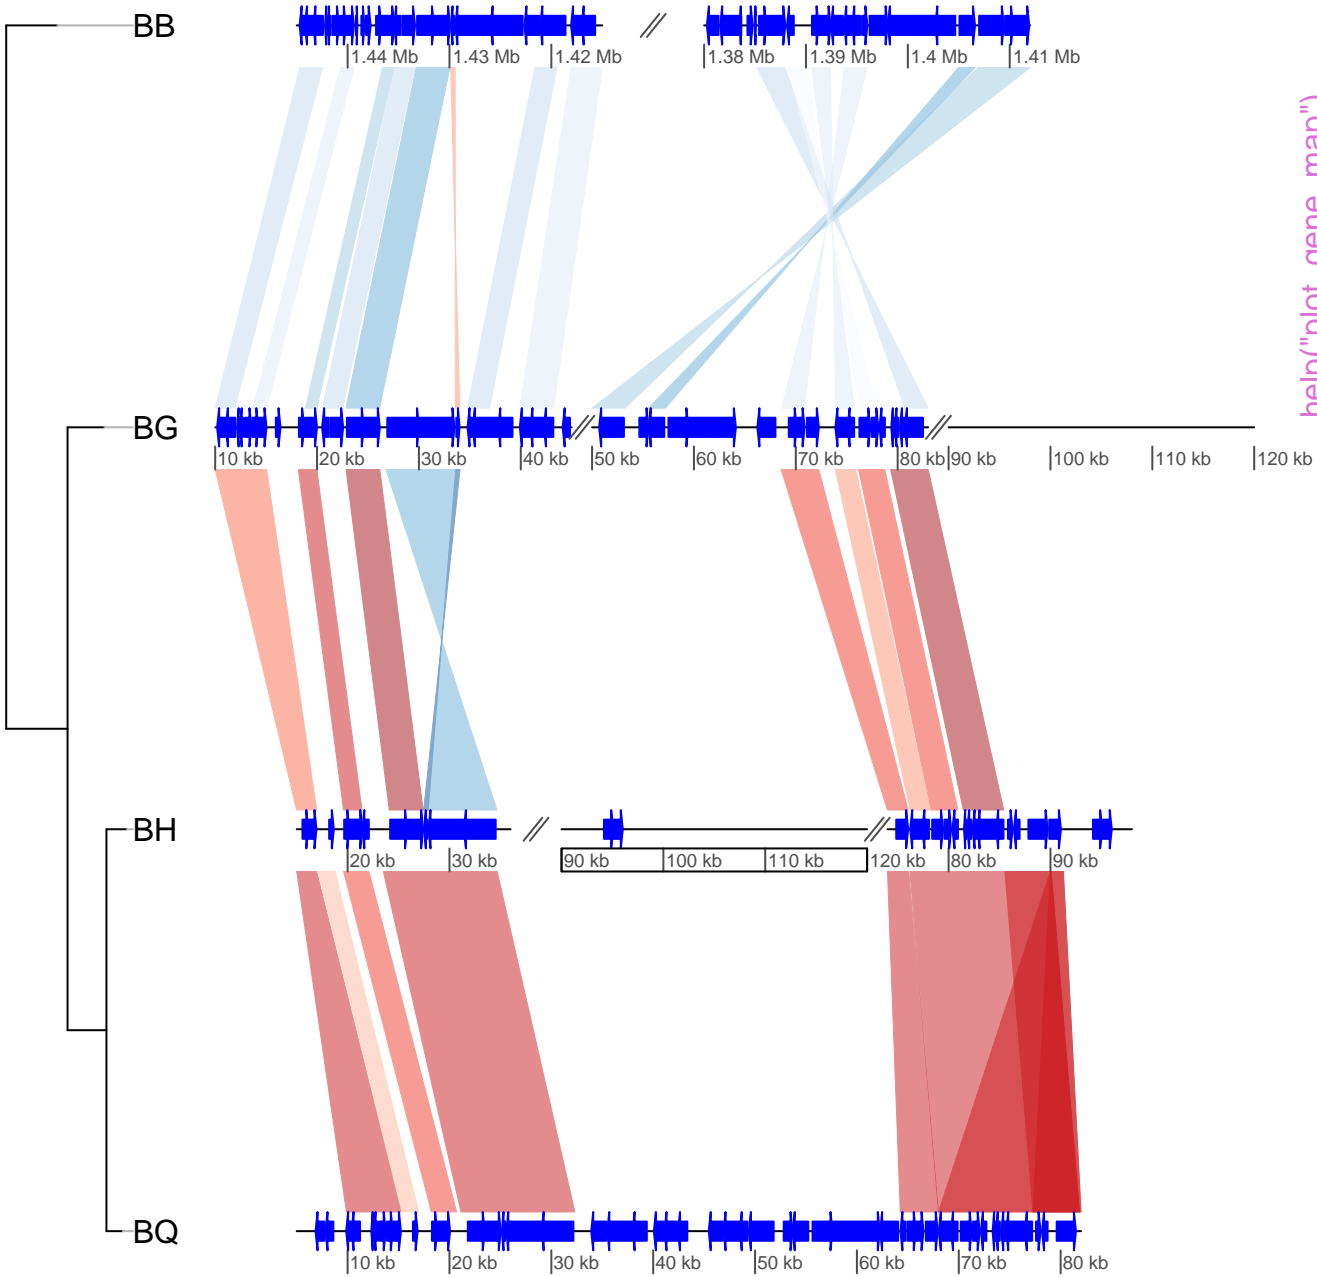 BB
1.44 Mb 1.43 Mb 1.42 Mb 1.38 Mb 1.39 Mb 1.4 Mb 1.41 Mb
help("plot_gene_map")
BG
10 kb 20 kb 30 kb 40 kb 50 kb 60 kb 70 kb 80 kb 90 kb 100 kb 110 kb 120 kb
BH
20 kb 30 kb 90 kb 100 kb 110 kb 120 kb 80 kb 90 kb
BQ
10 kb 20 kb 30 kb 40 kb 50 kb 60 kb 70 kb 80 kb